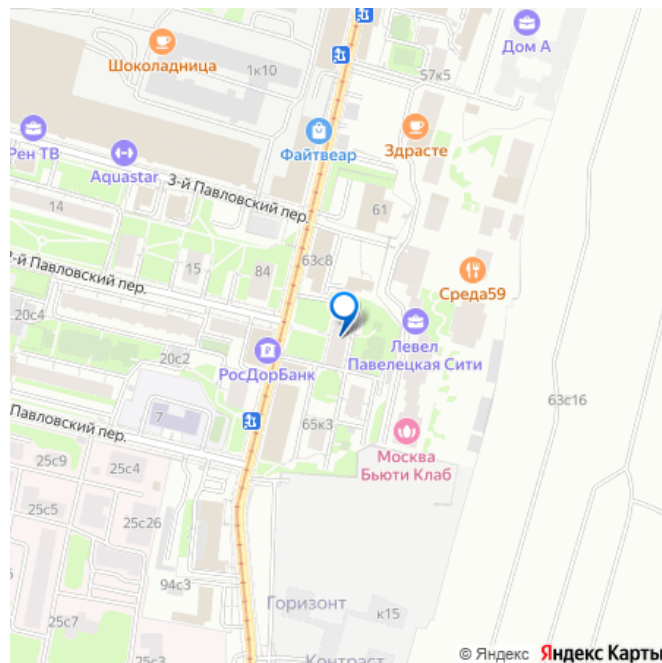 Дом А
Шоколадница
1к10
57к5
Рен ТВ
Aquastar
Файтвеар
Здрасте
3-й Павловский пер.
14
61
63с8
15
84
2-й Павловский пер.
Среда59
20с4
Левел
Павелецкая Сити
20с2
РосДорБанк
63с16
7
65к3
Павловский пер.
Москва
Бьюти Клаб
25с9
25с4
25с5
25с26
94с3
Горизонт
к15
25с7
25с3
Контраст
© Яндекс Яндекс Карты